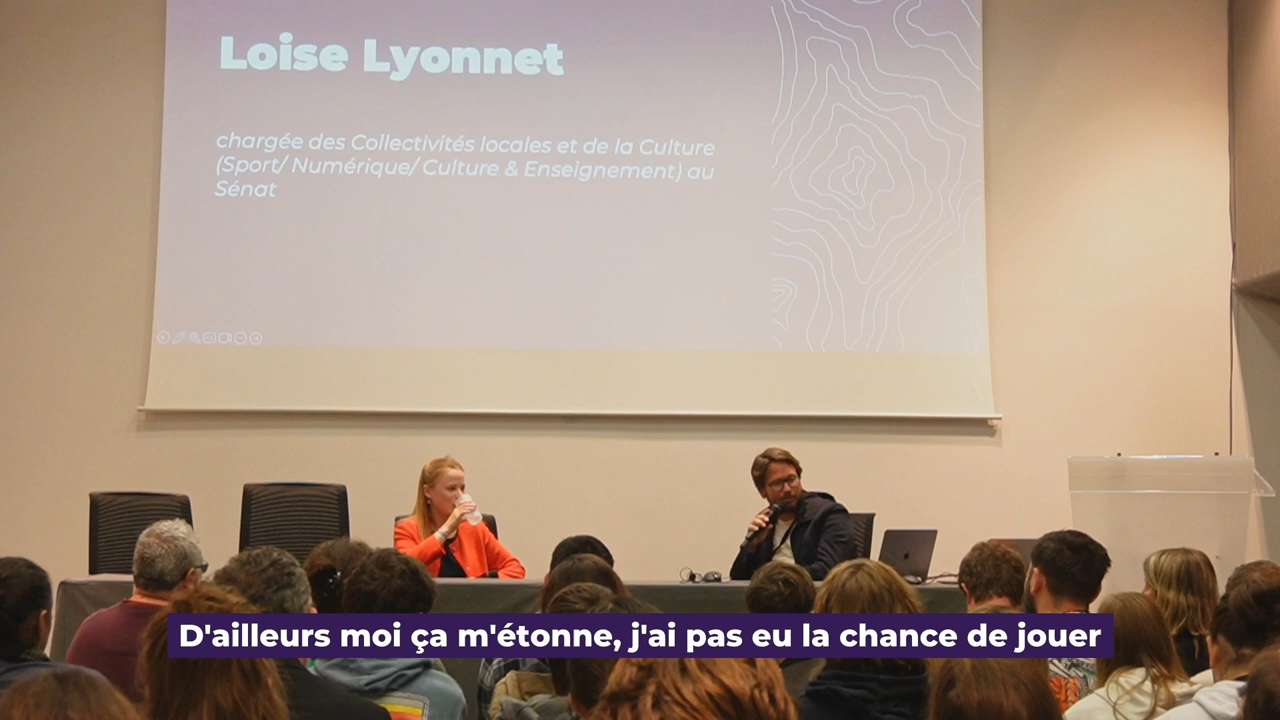 Loise Lyonnet
chargée des Collectivités locales et de la Culture
(Sport/ Numérique/ Culture & Enseignement) au
Sénat
D'ailleurs moi ça m'étonne, j'ai pas eu la chance de jouer